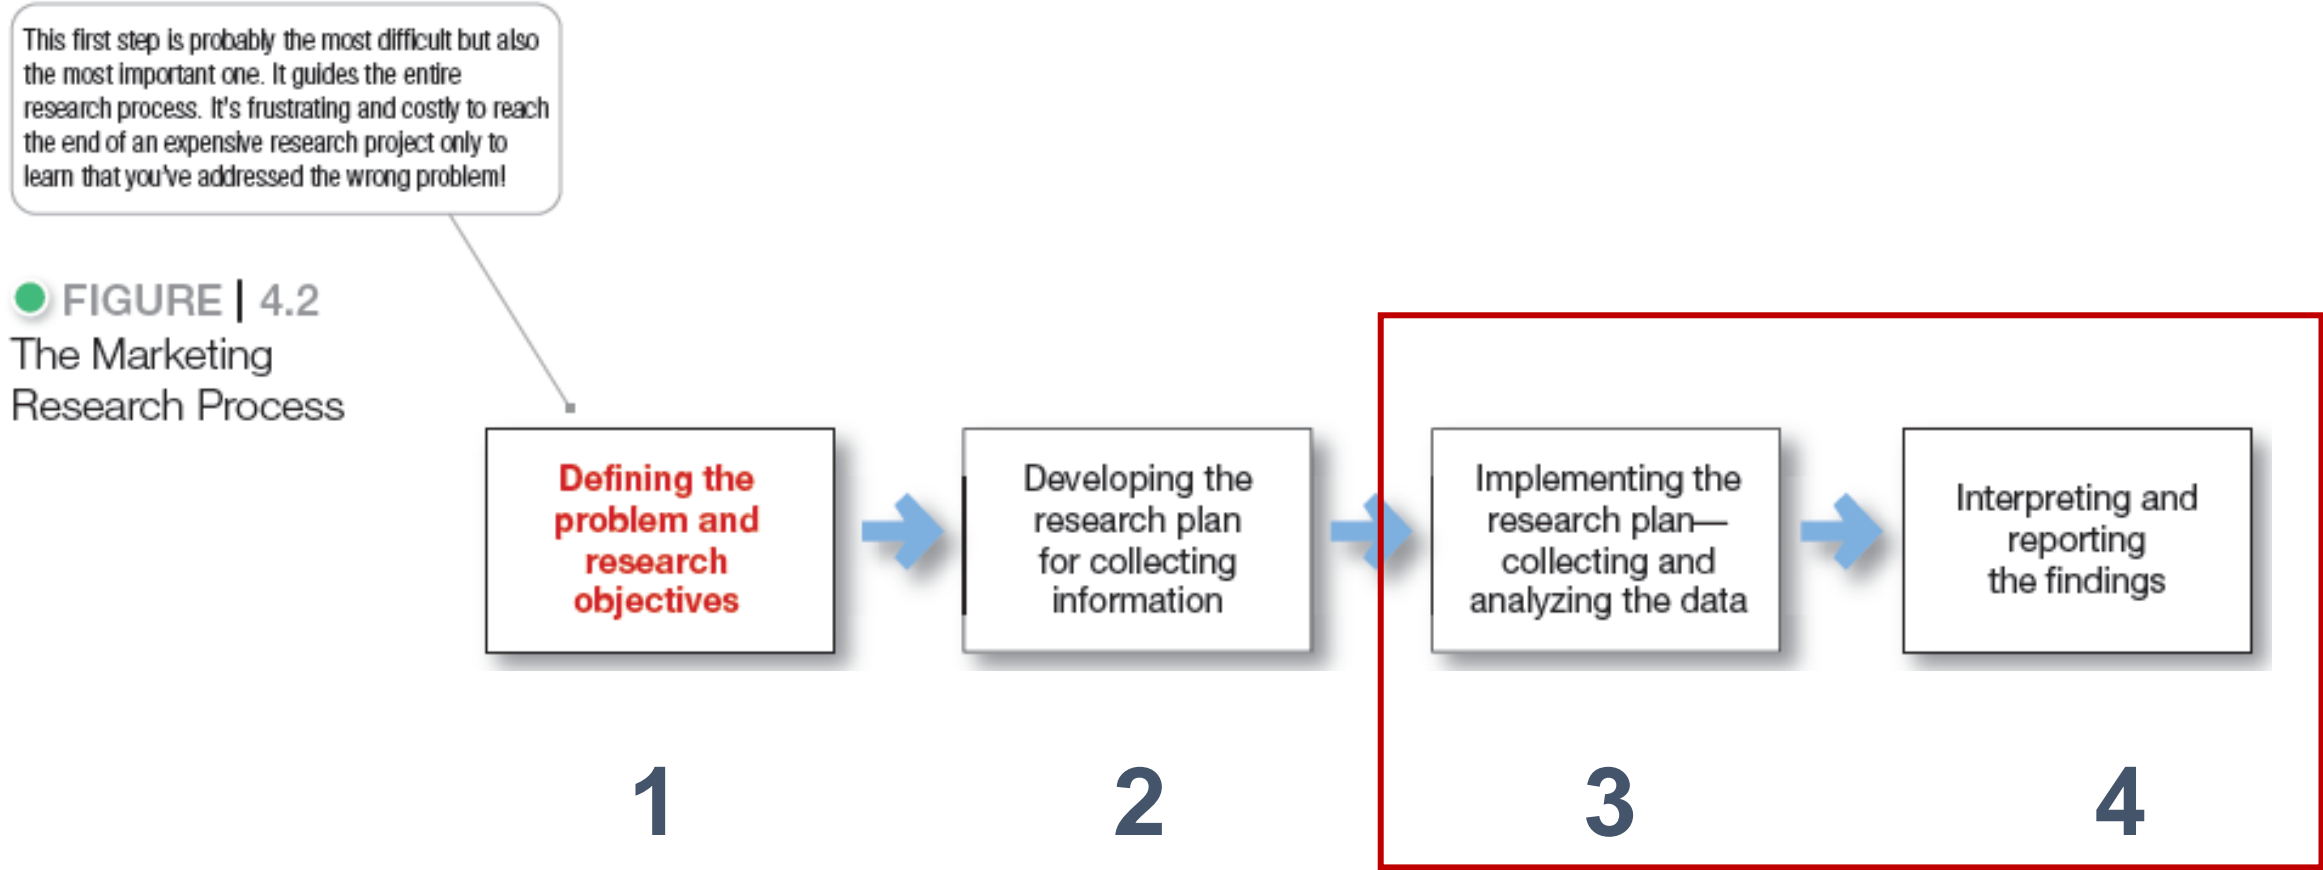 This first step is probably the most difficult but also
the most important one. It guides the entire
research process. It's frustrating and costly to reach
the end of an expensive research project only to
learn that you've addressed the wrong problem!
FIGURE | 4.2
The Marketing
Research Process
Defining the
problem and
research
objectives
Developing the
research plan
for collecting
information
Implementing the
research plan—
collecting and
analyzing the data
Interpreting and
reporting
the findings
1
2
3
4